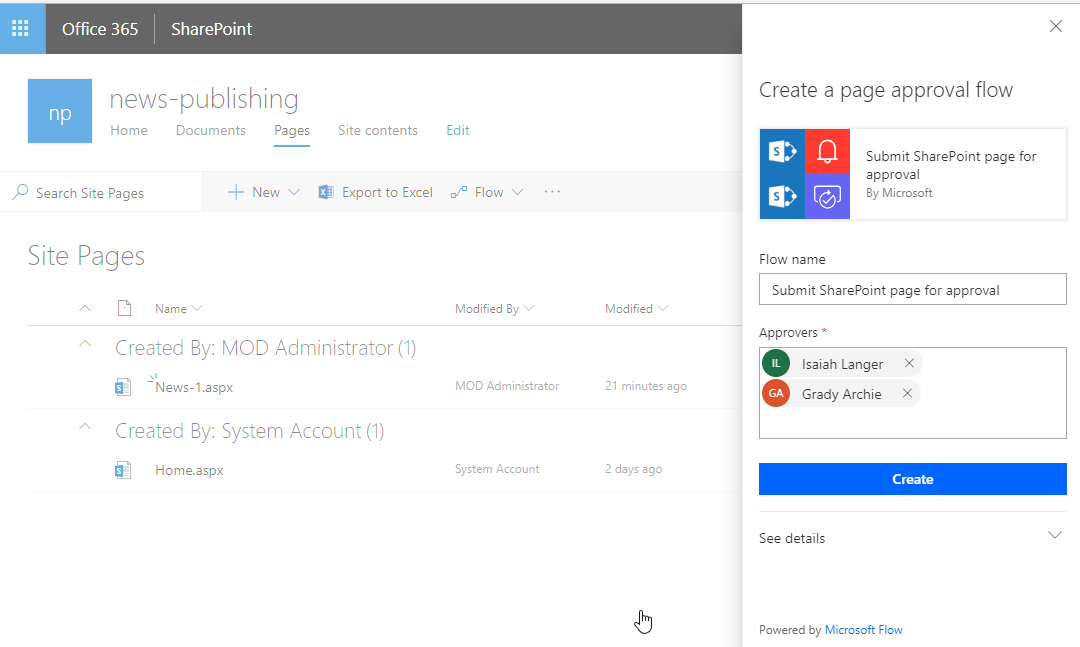 Office 365 SharePoint
np
news-publishing
Home Documents Pages Site contents Edit
Search Site Pages New Export to Excel Flow ...
Site Pages
Name Modified By Modified
Created By: MOD Administrator (1)
News-1.aspx MOD Administrator 21 minutes ago
Created By: System Account (1)
Home.aspx System Account 2 days ago
Create a page approval flow
S
S
Submit SharePoint page for
approval
By Microsoft
Flow name
Submit SharePoint page for approval
Approvers *
IL Isaiah Langer
GA Grady Archie
Create
See details
Powered by Microsoft Flow